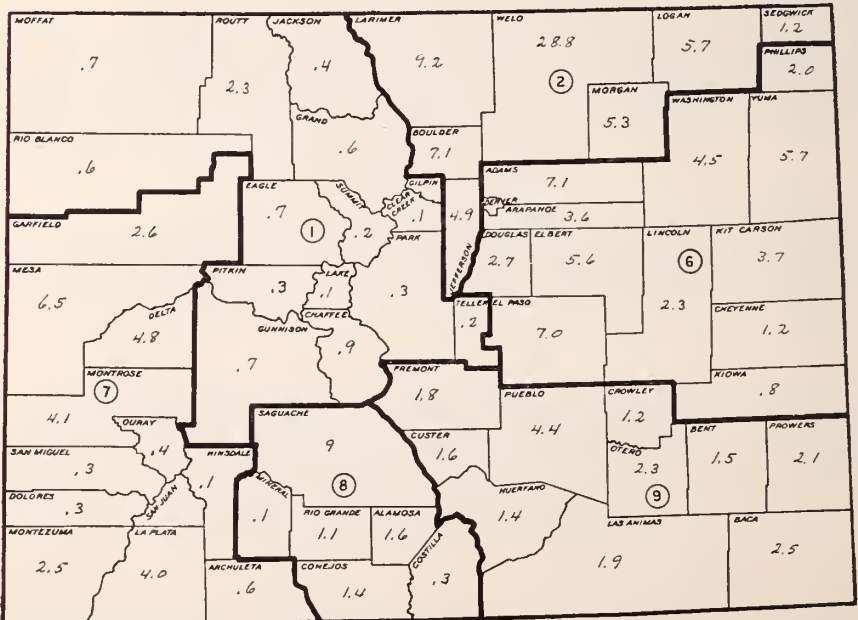 MOFFAT
.7
ROUTT
2.3
JACKSON
.4
LARIMER
9.2
WELD
28.8
②
LOGAN
5.7
SEDGWICK
1.2
PHILLIPS
2.0
MORGAN
5.3
WASHINGTON
4.5
YUMA
5.7
RIO BLANCO
.6
GRAND
.6
BOULDER
7.1
GILPIN
CLEAR CREEK
.1
ADAMS
7.1
DENVER
ARAPAHOE
3.6
GARFIELD
2.6
EAGLE
.7
①
SUMMIT
.2
JEFFERSON
4.9
PARK
.3
DOUGLAS
2.7
ELBERT
5.6
LINCOLN
2.3
⑥
KIT CARSON
3.7
MESA
6.5
PITKIN
.3
LAKE
.1
DELTA
4.8
GUNNISON
.7
CHAFFEE
.9
TELLER
.2
EL PASO
7.0
CHEYENNE
1.2
KIOWA
.8
MONTROSE
⑦
4.1
OURAY
.4
FREMONT
1.8
PUEBLO
4.4
CROWLEY
1.2
SAN MIGUEL
.3
HINSDALE
.1
SAGUACHE
9
⑧
CUSTER
1.6
OTERO
2.3
⑨
BENT
1.5
PROWERS
2.1
DOLORES
.3
SAN JUAN
MINERAL
.1
RIO GRANDE
1.1
ALAMOSA
1.6
HUERFANO
1.4
MONTEZUMA
2.5
LA PLATA
4.0
ARCHULETA
.6
CONEJOS
1.4
COSTILLA
.3
LAS ANIMAS
1.9
BACA
2.5